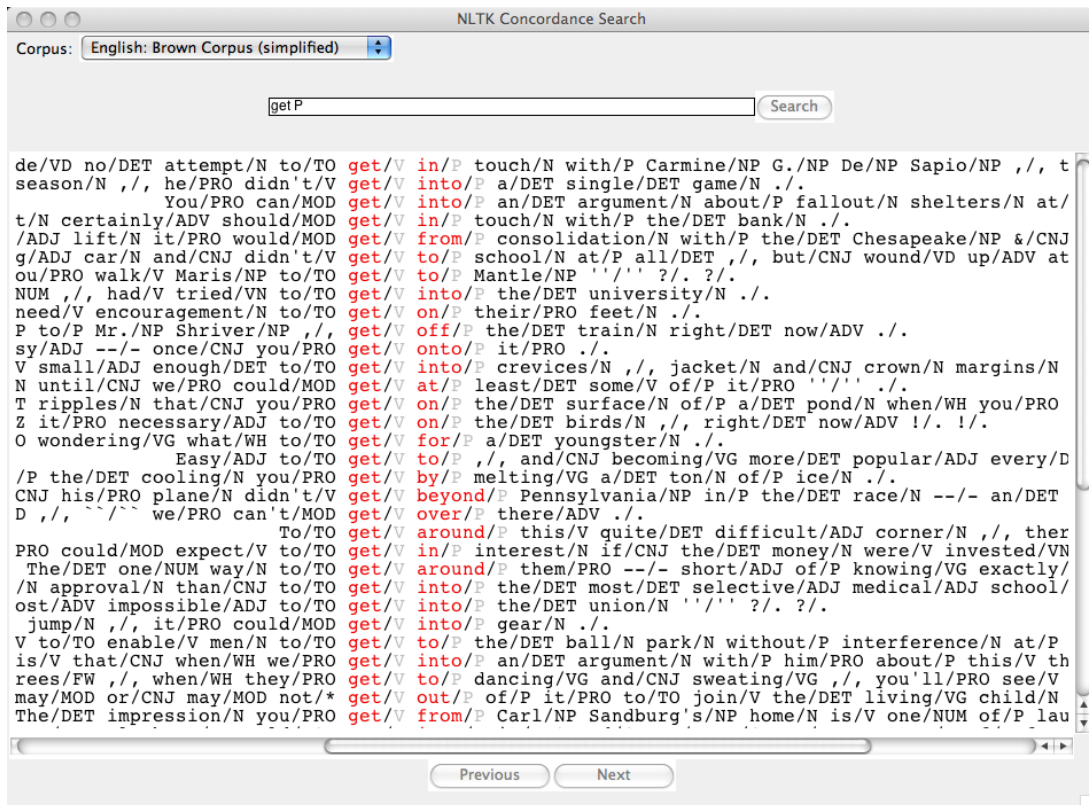 NLTK Concordance Search
Corpus: English: Brown Corpus (simplified)
get P Search
de/VD no/DET attempt/N to/TO get/V in/P touch/N with/P Carmine/NP G./NP De/NP Sapio/NP ,/, t
season/N ,/, he/PRO didn't/V get/V into/P a/DET single/DET game/N ./.
You/PRO can/MOD get/V into/P an/DET argument/N about/P fallout/N shelters/N at/
t/N certainly/ADV should/MOD get/V in/P touch/N with/P the/DET bank/N ./.
/ADJ lift/N it/PRO would/MOD get/V from/P consolidation/N with/P the/DET Chesapeake/NP &/CNJ
g/ADJ car/N and/CNJ didn't/V get/V to/P school/N at/P all/DET ,/, but/CNJ wound/VD up/ADV at
ou/PRO walk/V Maris/NP to/TO get/V to/P Mantle/NP ''/'' ?/. ?/.
NUM ,/, had/V tried/VN to/TO get/V into/P the/DET university/N ./.
need/V encouragement/N to/TO get/V on/P their/PRO feet/N ./.
P to/P Mr./NP Shriver/NP ,/, get/V off/P the/DET train/N right/DET now/ADV ./.
sy/ADJ --/- once/CNJ you/PRO get/V onto/P it/PRO ./.
V small/ADJ enough/DET to/TO get/V into/P crevices/N ,/, jacket/N and/CNJ crown/N margins/N
N until/CNJ we/PRO could/MOD get/V at/P least/DET some/V of/P it/PRO ''/'' ./.
T ripples/N that/CNJ you/PRO get/V on/P the/DET surface/N of/P a/DET pond/N when/WH you/PRO
Z it/PRO necessary/ADJ to/TO get/V on/P the/DET birds/N ,/, right/DET now/ADV !/. !/.
O wondering/VG what/WH to/TO get/V for/P a/DET youngster/N ./.
Easy/ADJ to/TO get/V to/P ,/, and/CNJ becoming/VG more/DET popular/ADJ every/D
/P the/DET cooling/N you/PRO get/V by/P melting/VG a/DET ton/N of/P ice/N ./.
CNJ his/PRO plane/N didn't/V get/V beyond/P Pennsylvania/NP in/P the/DET race/N --/- an/DET
D ,/, ``/`` we/PRO can't/MOD get/V over/P there/ADV ./.
To/TO get/V around/P this/V quite/DET difficult/ADJ corner/N ,/, ther
PRO could/MOD expect/V to/TO get/V in/P interest/N if/CNJ the/DET money/N were/V invested/VN
The/DET one/NUM way/N to/TO get/V around/P them/PRO --/- short/ADJ of/P knowing/VG exactly/
/N approval/N than/CNJ to/TO get/V into/P the/DET most/DET selective/ADJ medical/ADJ school/
ost/ADV impossible/ADJ to/TO get/V into/P the/DET union/N ''/'' ?/. ?/.
jump/N ,/, it/PRO could/MOD get/V into/P gear/N ./.
V to/TO enable/V men/N to/TO get/V to/P the/DET ball/N park/N without/P interference/N at/P
is/V that/CNJ when/WH we/PRO get/V into/P an/DET argument/N with/P him/PRO about/P this/V th
rees/FW ,/, when/WH they/PRO get/V to/P dancing/VG and/CNJ sweating/VG ,/, you'll/PRO see/V
may/MOD or/CNJ may/MOD not/* get/V out/P of/P it/PRO to/TO join/V the/DET living/VG child/N
The/DET impression/N you/PRO get/V from/P Carl/NP Sandburg's/NP home/N is/V one/NUM of/P lau
Previous Next